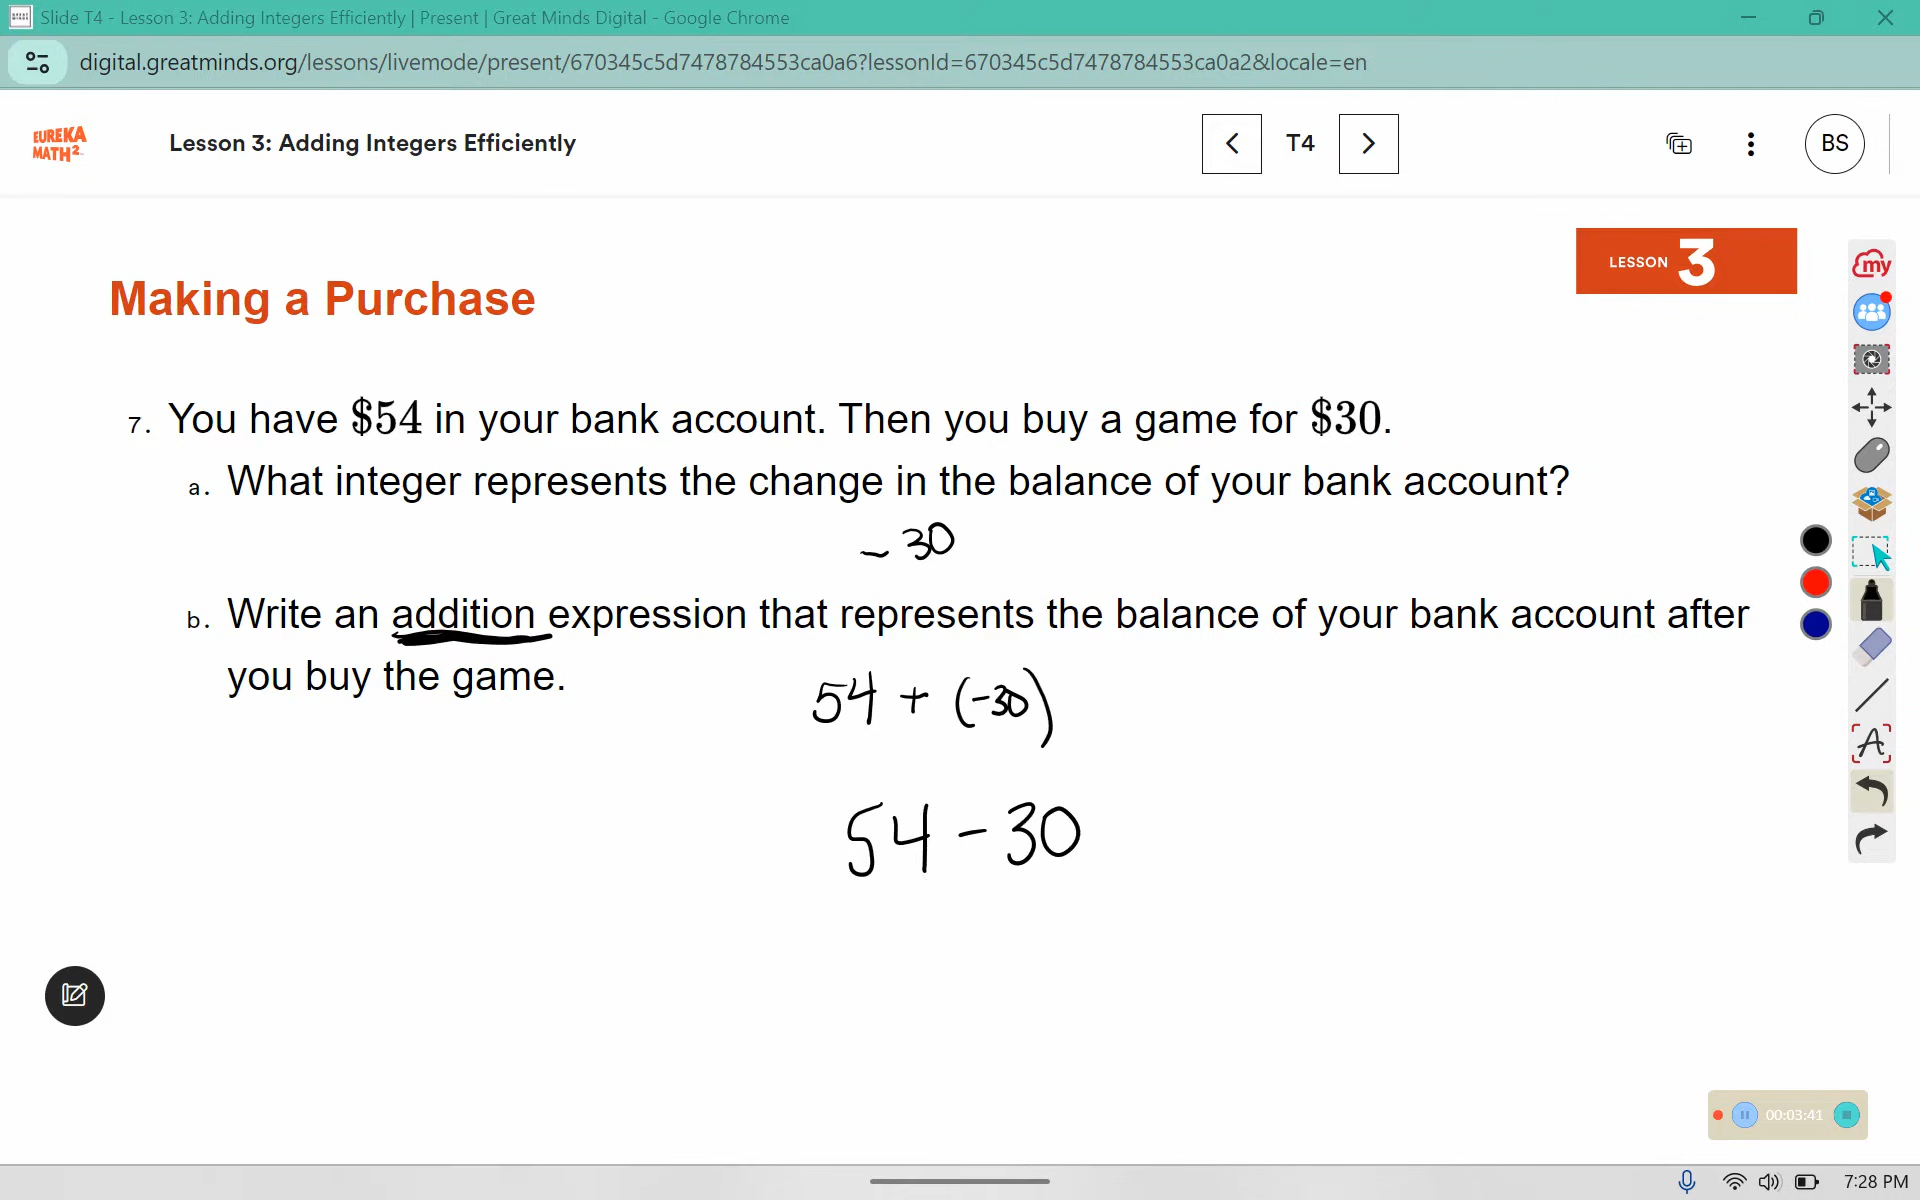 Slide T4 - Lesson 3: Adding Integers Efficiently | Present | Great Minds Digital - Google Chrome
digital.greatminds.org/lessons/livemode/present/670345c5d7478784553ca0a6?lessonId=670345c5d7478784553ca0a2&locale=en
EUREKA
MATH²
Lesson 3: Adding Integers Efficiently
T4
BS
LESSON 3
my
Making a Purchase
7. You have $54 in your bank account. Then you buy a game for $30.
a. What integer represents the change in the balance of your bank account?
- 30
b. Write an addition expression that represents the balance of your bank account after
you buy the game.
54 + (-30)
54 - 30
A
00:03:41
7:28 PM